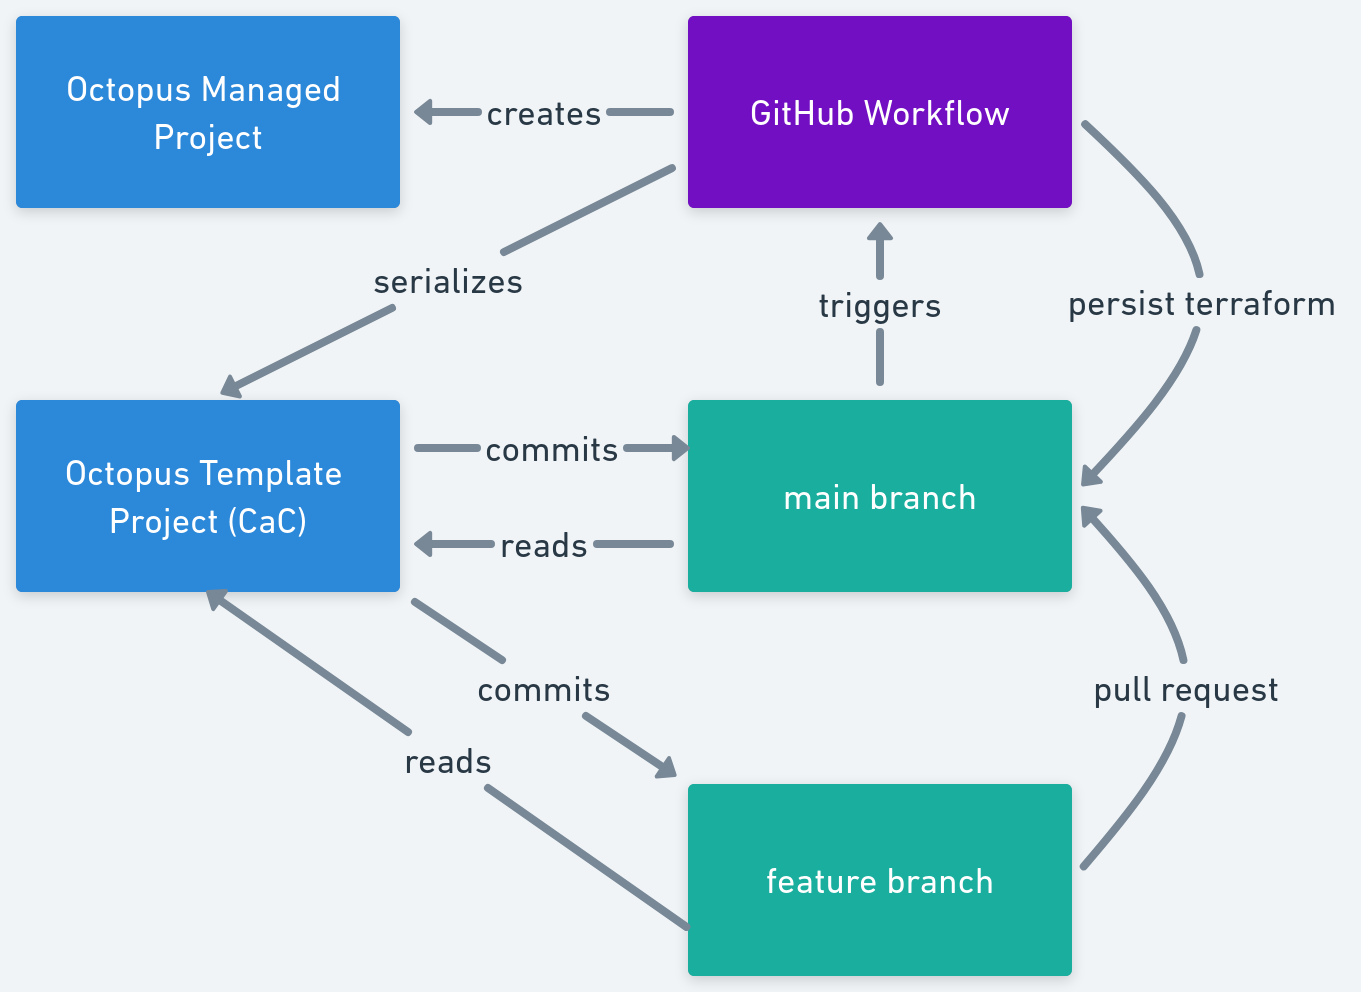 Octopus Managed
Project
creates
GitHub Workflow
serializes
triggers
persist terraform
Octopus Template
Project (CaC)
commits
reads
main branch
commits
reads
pull request
feature branch